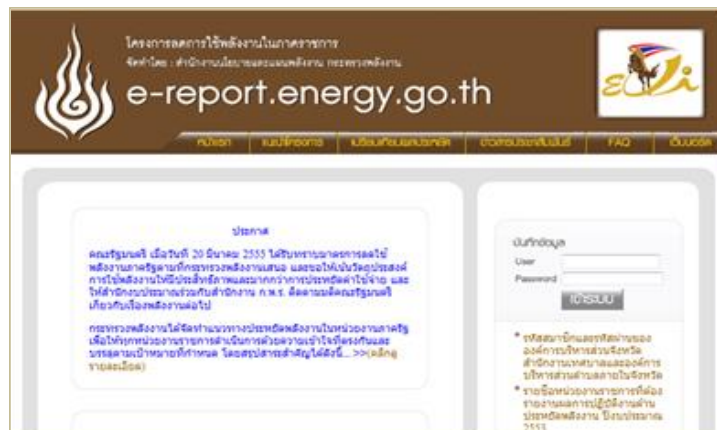 โครงการลดการใช้พลังงานในภาคราชการ
จัดทำโดย : สำนักงานนโยบายและแผนพลังงาน กระทรวงพลังงาน
e-report.energy.go.th
หน้าแรก แนะนำโครงการ เปรียบเทียบผลประหยัด ข่าวสารประชาสัมพันธ์ FAQ เว็บบอร์ด
ประกาศ
คณะรัฐมนตรี เมื่อวันที่ 20 มีนาคม 2555 ได้รับทราบมาตรการลดใช้
พลังงานภาครัฐตามที่กระทรวงพลังงานเสนอ และขอให้เน้นวัตถุประสงค์
การใช้พลังงานให้มีประสิทธิภาพและมากกว่าการประหยัดค่าใช้จ่าย และ
ให้สำนักงบประมาณร่วมกับสำนักงาน ก.พ.ร. ติดตามมติคณะรัฐมนตรี
เกี่ยวกับเรื่องพลังงานต่อไป
กระทรวงพลังงานได้จัดทำแนวทางประหยัดพลังงานในหน่วยงานภาครัฐ
เพื่อให้ทุกหน่วยงานราชการดำเนินการด้วยความเข้าใจที่ตรงกันและ
บรรลุตามเป้าหมายที่กำหนด โดยสรุปสาระสำคัญได้ดังนี้... >>(คลิกดู
รายละเอียด)
บันทึกข้อมูล
User
Password
เข้าระบบ
* รหัสสมาชิกและรหัสผ่านของ
องค์การบริหารส่วนจังหวัด
สำนักงานเทศบาลและองค์การ
บริหารส่วนตำบลภายในจังหวัด
* รายชื่อหน่วยงานราชการที่ต้อง
รายงานผลการปฏิบัติงานด้าน
ประหยัดพลังงาน ปีงบประมาณ
2553